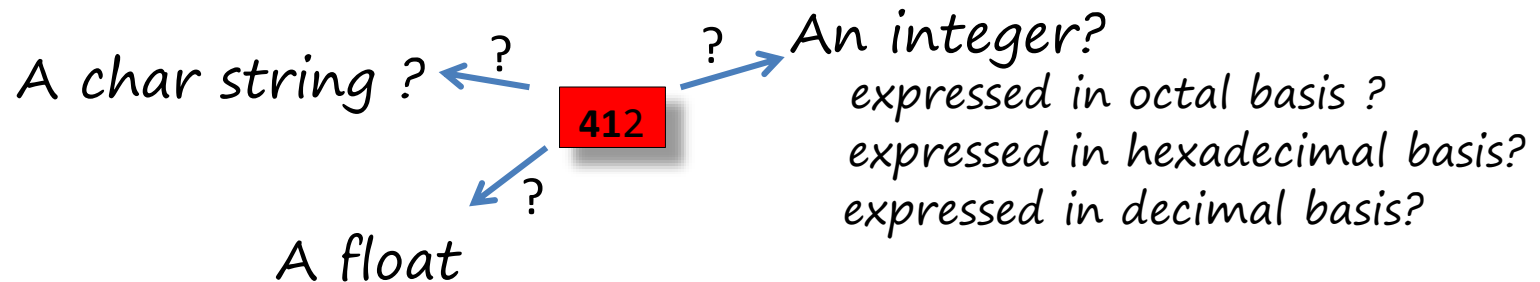 An integer?
?
?
A char string ?
expressed in octal basis ?
412
expressed in hexadecimal basis?
?
expressed in decimal basis?
A float